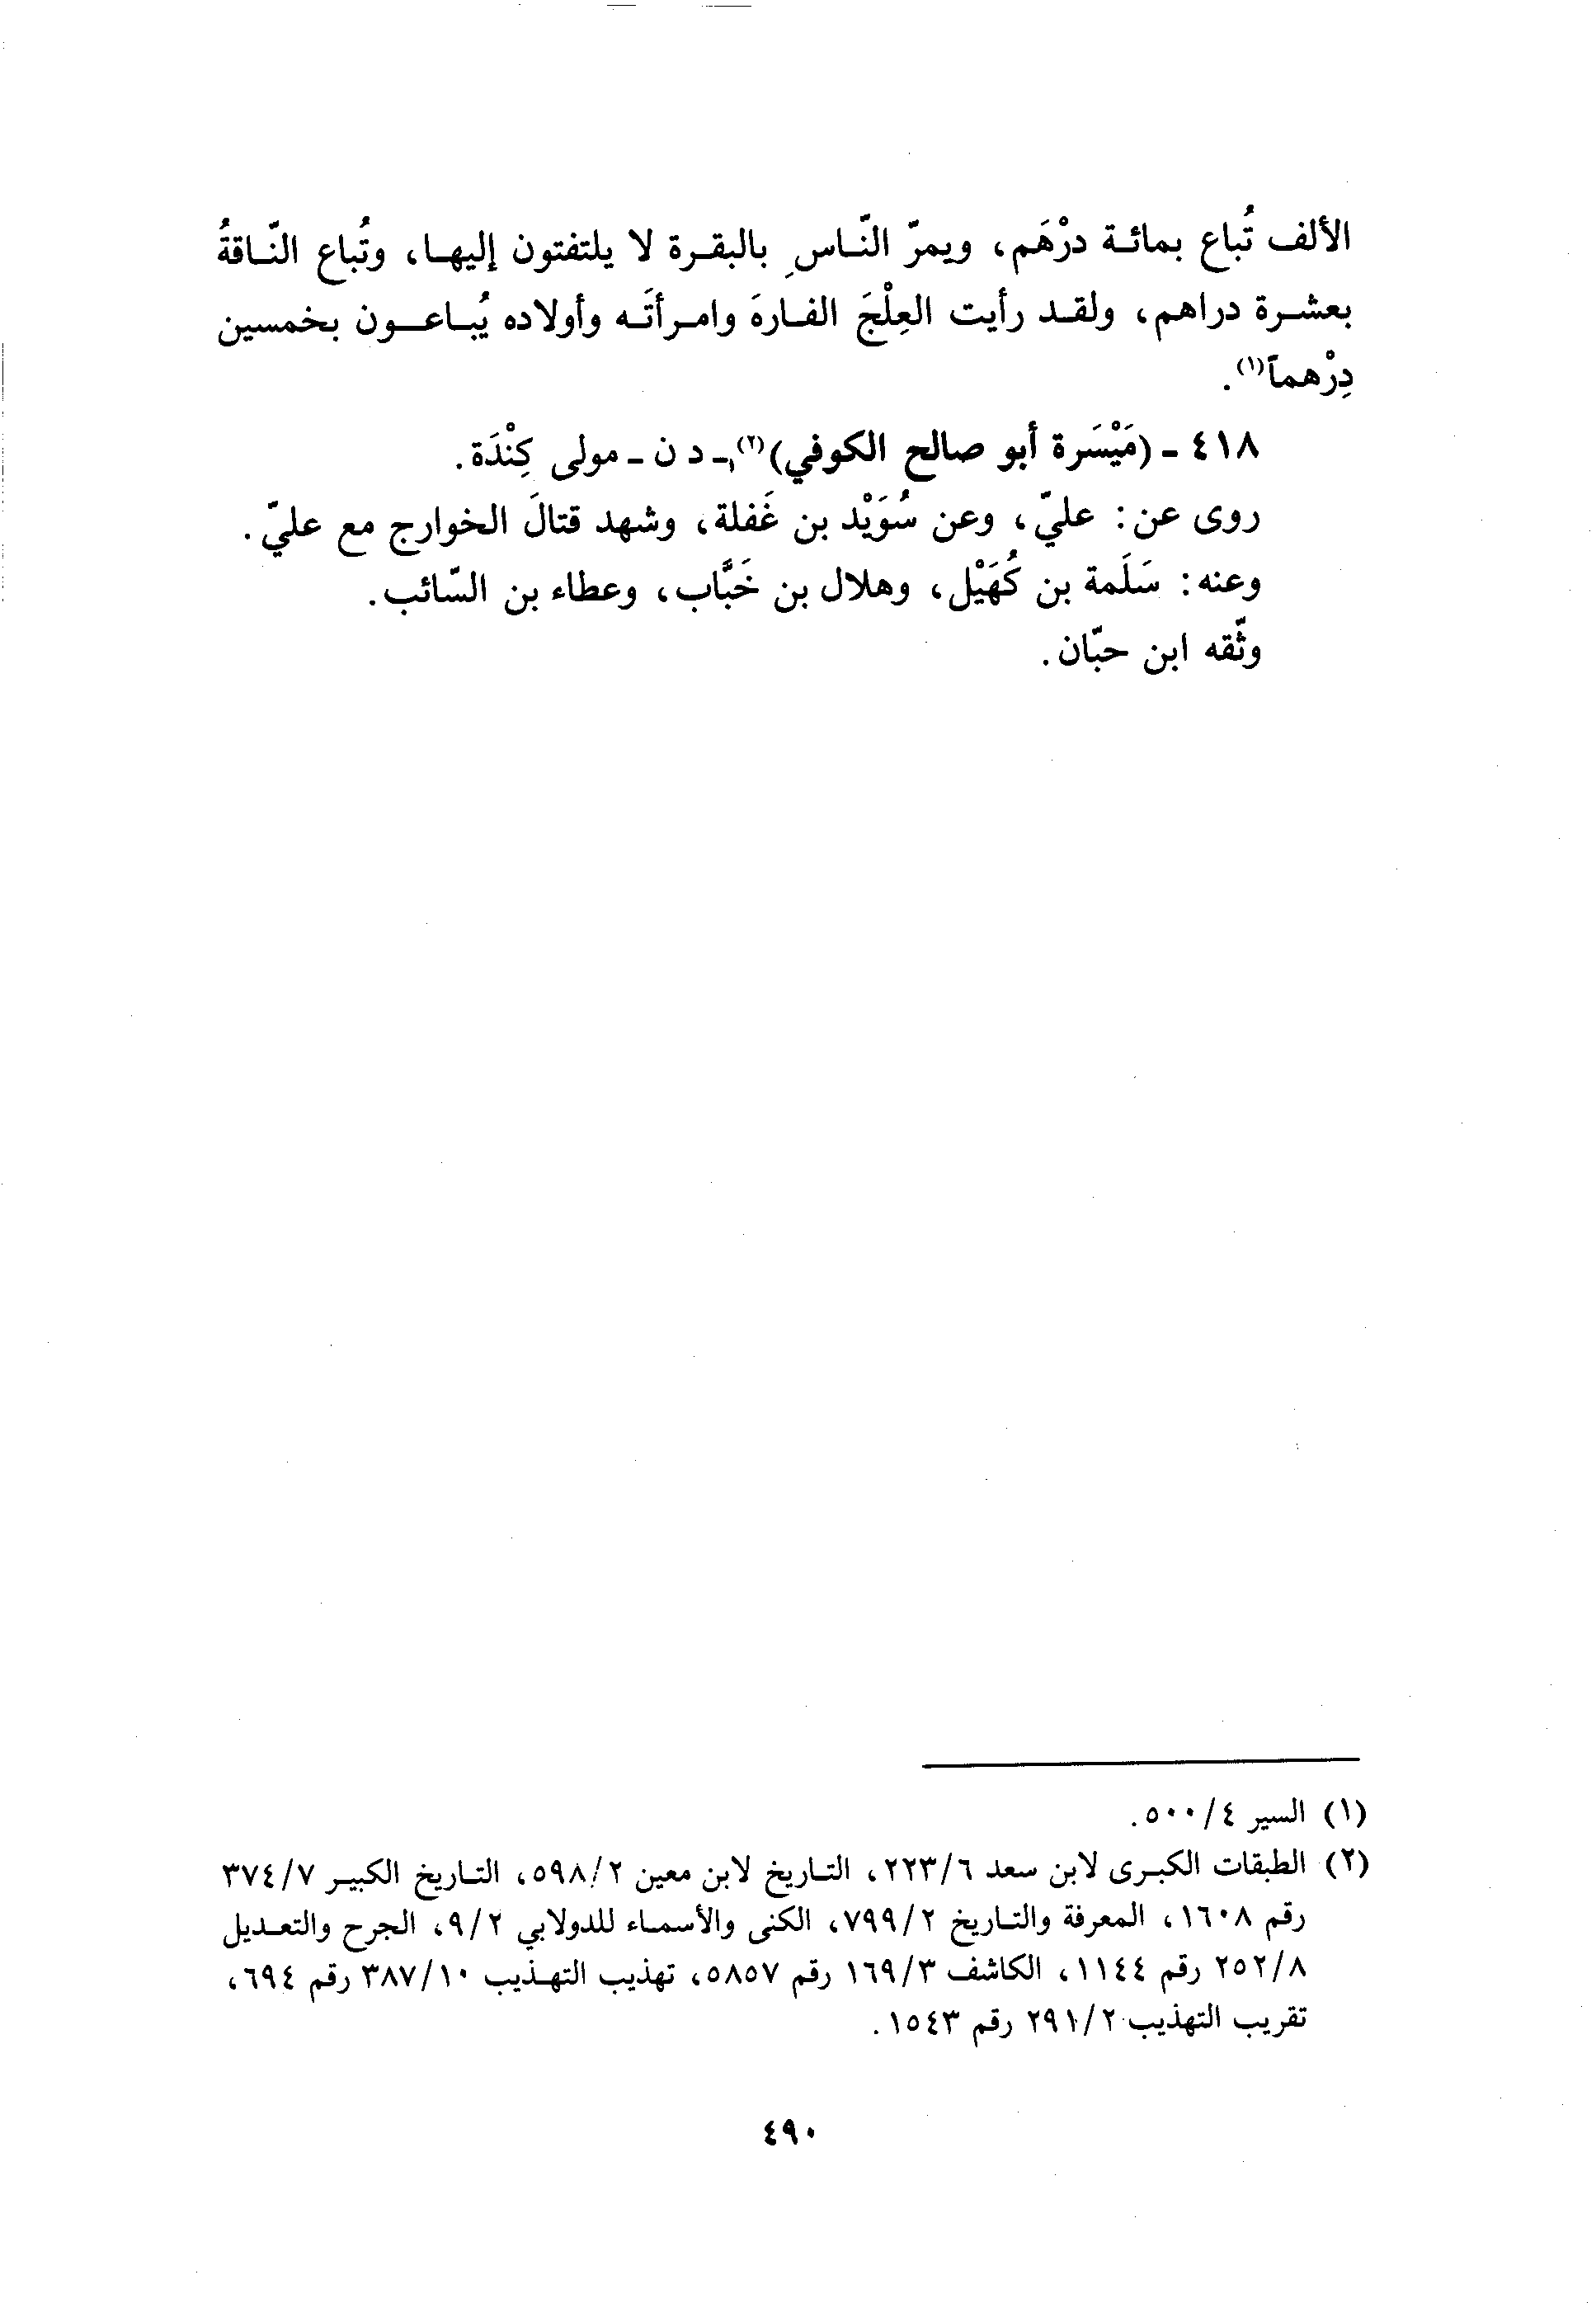 الألف تُباع بمائة درْهَم، ويمرّ النّاسِ بالبقرة لا يلتفتون إليها، وتُباع النّاقةُ
بعشرة دراهم، ولقد رأيت العِلْجَ الفارهَ وامرأتَه وأولاده يُباعون بخمسين
دِرْهماً(١).
٤١٨ - (مَيْسَرة أبو صالح الكوفي)(٢) - د ن - مولى كِنْدَة.
روى عن: عليّ، وعن سُوَيْد بن غَفلة، وشهد قتالَ الخوارج مع عليّ.
وعنه: سَلَمة بن كُهَيْل، وهلال بن خَبَّاب، وعطاء بن السّائب.
وثّقه ابن حبّان.
(١) السير ٤/٥٠٠.
(٢) الطبقات الكبرى لابن سعد ٦/٢٢٣، التاريخ لابن معين ٢/٥٩٨، التاريخ الكبير ٧/٣٧٤
رقم ١٦٠٨، المعرفة والتاريخ ٢/٧٩٩، الكنى والأسماء للدولابي ٢/٩، الجرح والتعديل
٨/٢٥٢ رقم ١١٤٤، الكاشف ٣/١٦٩ رقم ٥٨٥٧، تهذيب التهذيب ١٠/٣٨٧ رقم ٦٩٤،
تقريب التهذيب ٢/٢٩١ رقم ١٥٤٣.
٤٩٠